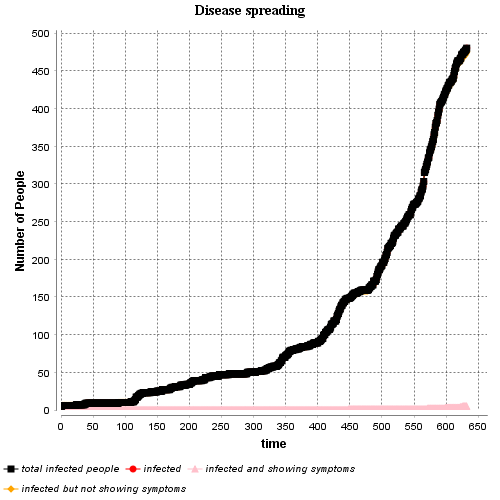 Disease spreading
500
450
400
350
300
250
200
150
100
50
0
Number of People
0 50 100 150 200 250 300 350 400 450 500 550 600 650
time
total infected people infected infected and showing symptoms
infected but not showing symptoms